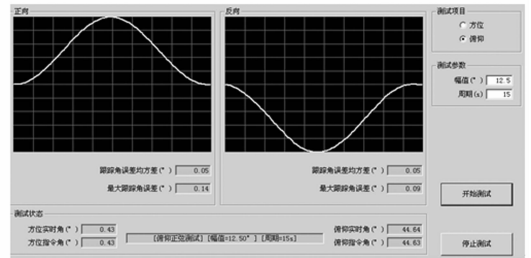 正向
反向
测试项目
方位
俯仰
测试参数
幅值(°) 12.5
周期(s) 15
跟踪角误差均方差(°) 0.05
最大跟踪角误差(°) 0.14
跟踪角误差均方差(°) 0.05
最大跟踪角误差(°) 0.09
开始测试
测试状态
方位实时角(°) 0.43
方位指令角(°) 0.43
[俯仰正弦测试] [幅值=12.50°] [周期=15s]
俯仰实时角(°) 44.64
俯仰指令角(°) 44.63
停止测试